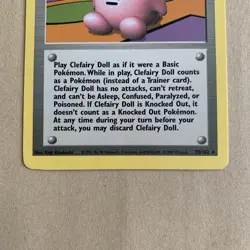 Play Clefairy Doll as if it were a Basic
Pokémon. While in play, Clefairy Doll counts
as a Pokémon (instead of a Trainer card).
Clefairy Doll has no attacks, can't retreat,
and can't be Asleep, Confused, Paralyzed, or
Poisoned. If Clefairy Doll is Knocked Out, it
doesn't count as a Knocked Out Pokémon.
At any time during your turn before your
attack, you may discard Clefairy Doll.